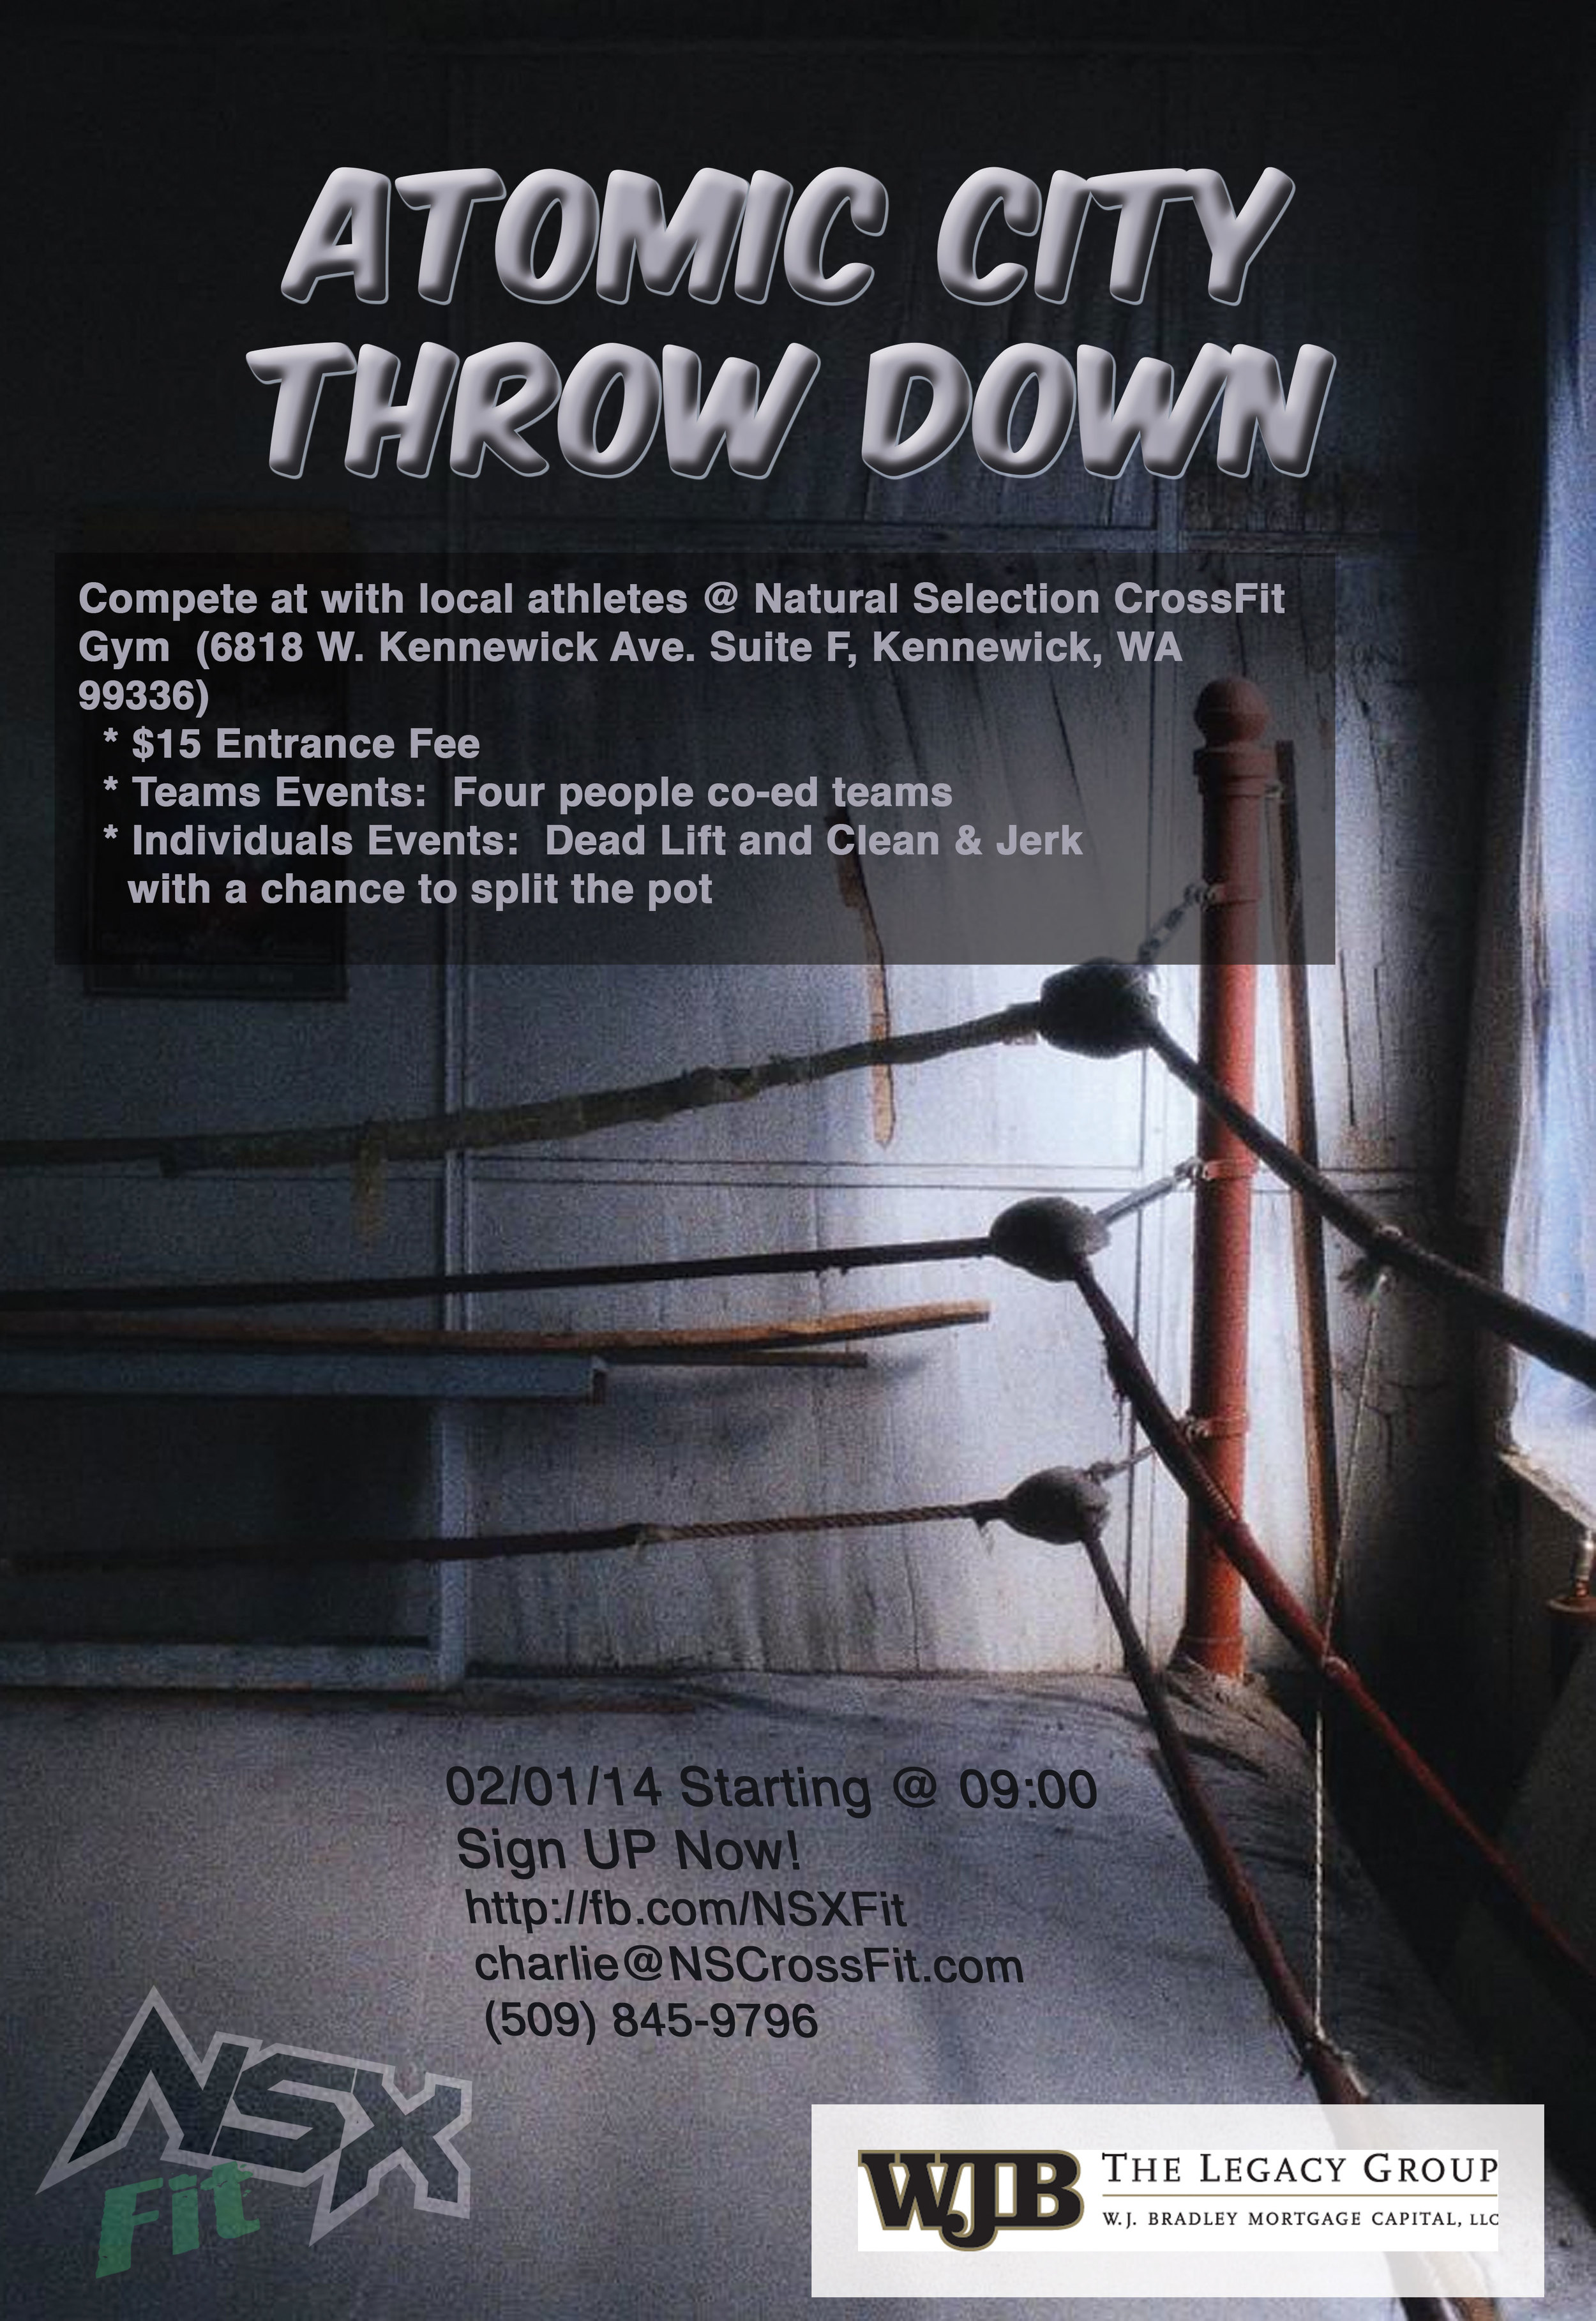 ATOMIC CITY
THROW DOWN
Compete at with local athletes @ Natural Selection CrossFit
Gym  (6818 W. Kennewick Ave. Suite F, Kennewick, WA
99336)
* $15 Entrance Fee
* Teams Events:  Four people co-ed teams
* Individuals Events:  Dead Lift and Clean & Jerk
with a chance to split the pot
02/01/14 Starting @ 09:00
Sign UP Now!
http://fb.com/NSXFit
charlie@NSCrossFit.com
(509) 845-9796
NSX
Fit
WJB
THE LEGACY GROUP
W.J. BRADLEY MORTGAGE CAPITAL, LLC